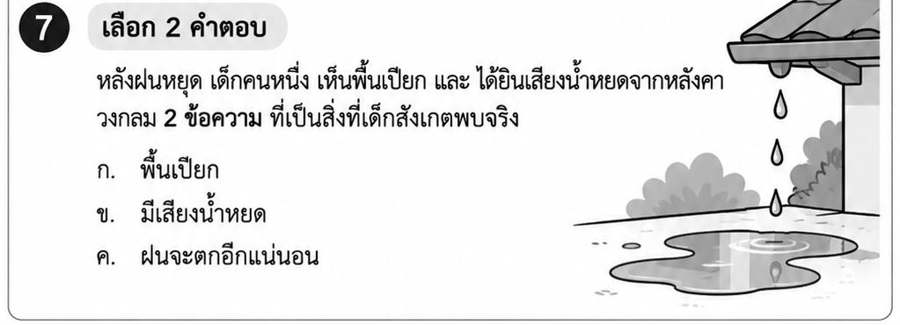 7 เลือก 2 คำตอบ
หลังฝนหยุด เด็กคนหนึ่ง เห็นพื้นเปียก และ ได้ยินเสียงน้ำหยดจากหลังคา
วงกลม 2 ข้อความ ที่เป็นสิ่งที่เด็กสังเกตพบจริง
ก. พื้นเปียก
ข. มีเสียงน้ำหยด
ค. ฝนจะตกอีกแน่นอน